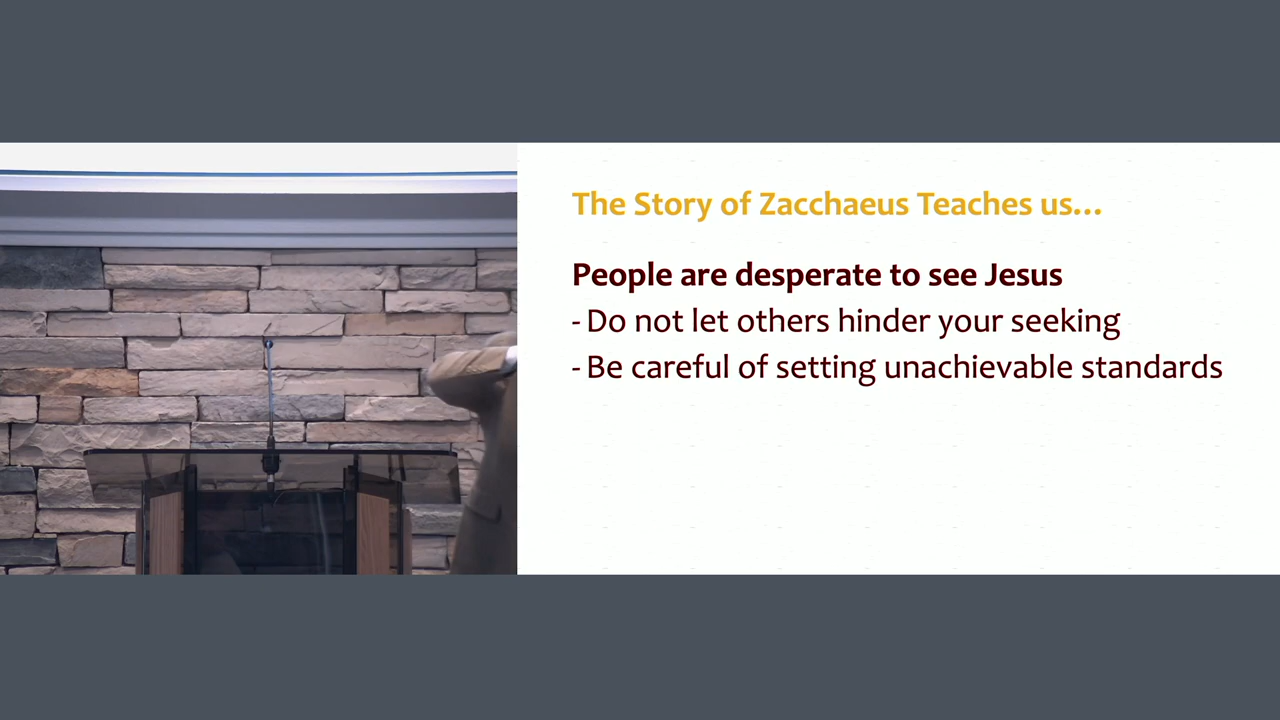 The Story of Zacchaeus Teaches us...
People are desperate to see Jesus
- Do not let others hinder your seeking
- Be careful of setting unachievable standards